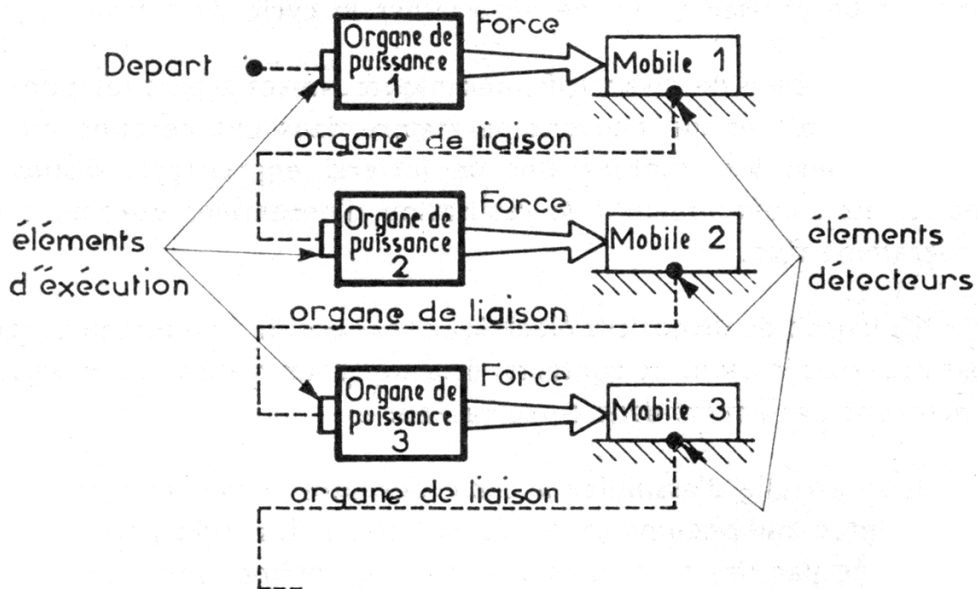 Depart
Organe de
puissance
1
Force
Mobile 1
organe de liaison
éléments
d'éxécution
Organe de
puissance
2
Force
Mobile 2
éléments
détecteurs
organe de liaison
Organe de
puissance
3
Force
Mobile 3
organe de liaison